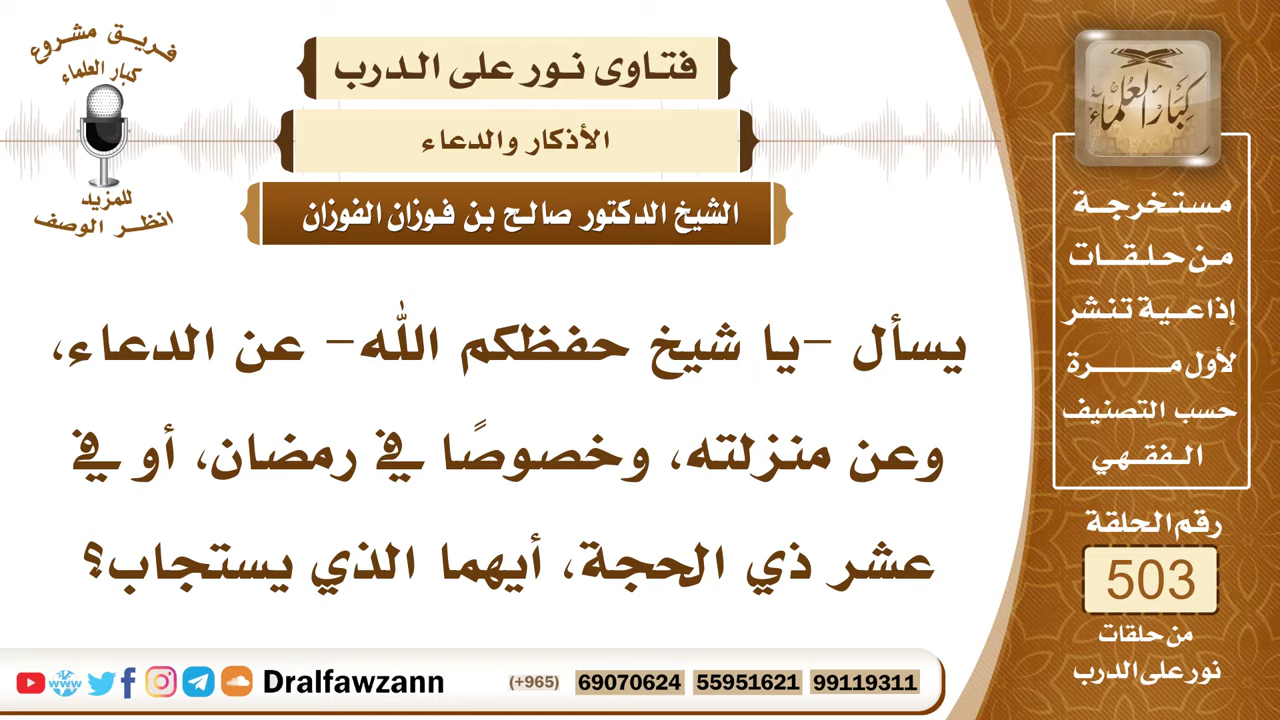 فريق مشروع
كبار العلماء
للمزيد
انظر الوصف
فتاوى نور على الدرب
الأذكار والدعاء
الشيخ الدكتور صالح بن فوزان الفوزان
يسأل -يا شيخ حفظكم الله- عن الدعاء،
وعن منزلته، وخصوصًا في رمضان، أو في
عشر ذي الحجة، أيهما الذي يستجاب؟
كبار العلماء
مستخرجة
من حلقات
إذاعية تنشر
لأول مرة
حسب التصنيف
الفقهي
رقم الحلقة
503
من حلقات
نور على الدرب
www Dralfawzann (+965) 69070624 55951621 99119311